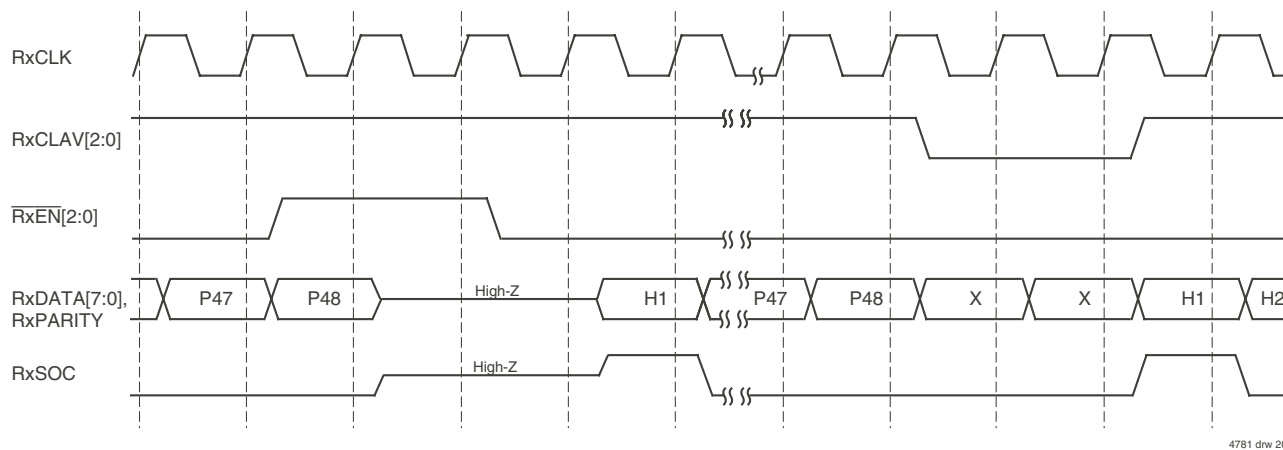 RxCLK
RxCLAV[2:0]
RxEN[2:0]
RxDATA[7:0],
RxPARITY
P47 P48 High-Z H1 P47 P48 X X H1 H2
RxSOC
High-Z
4781 drw 20